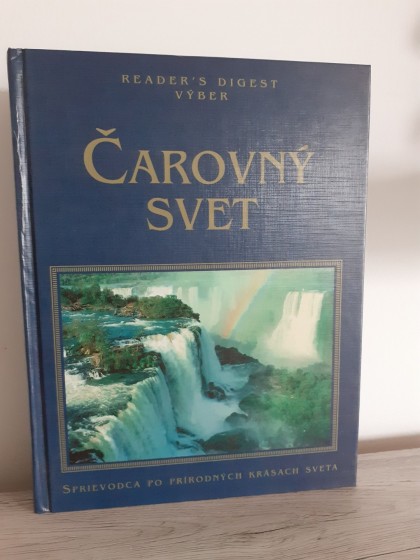 READER'S DIGEST
VÝBER
ČAROVNÝ
SVET
SPRIEVODCA PO PRÍRODNÝCH KRÁSACH SVETA